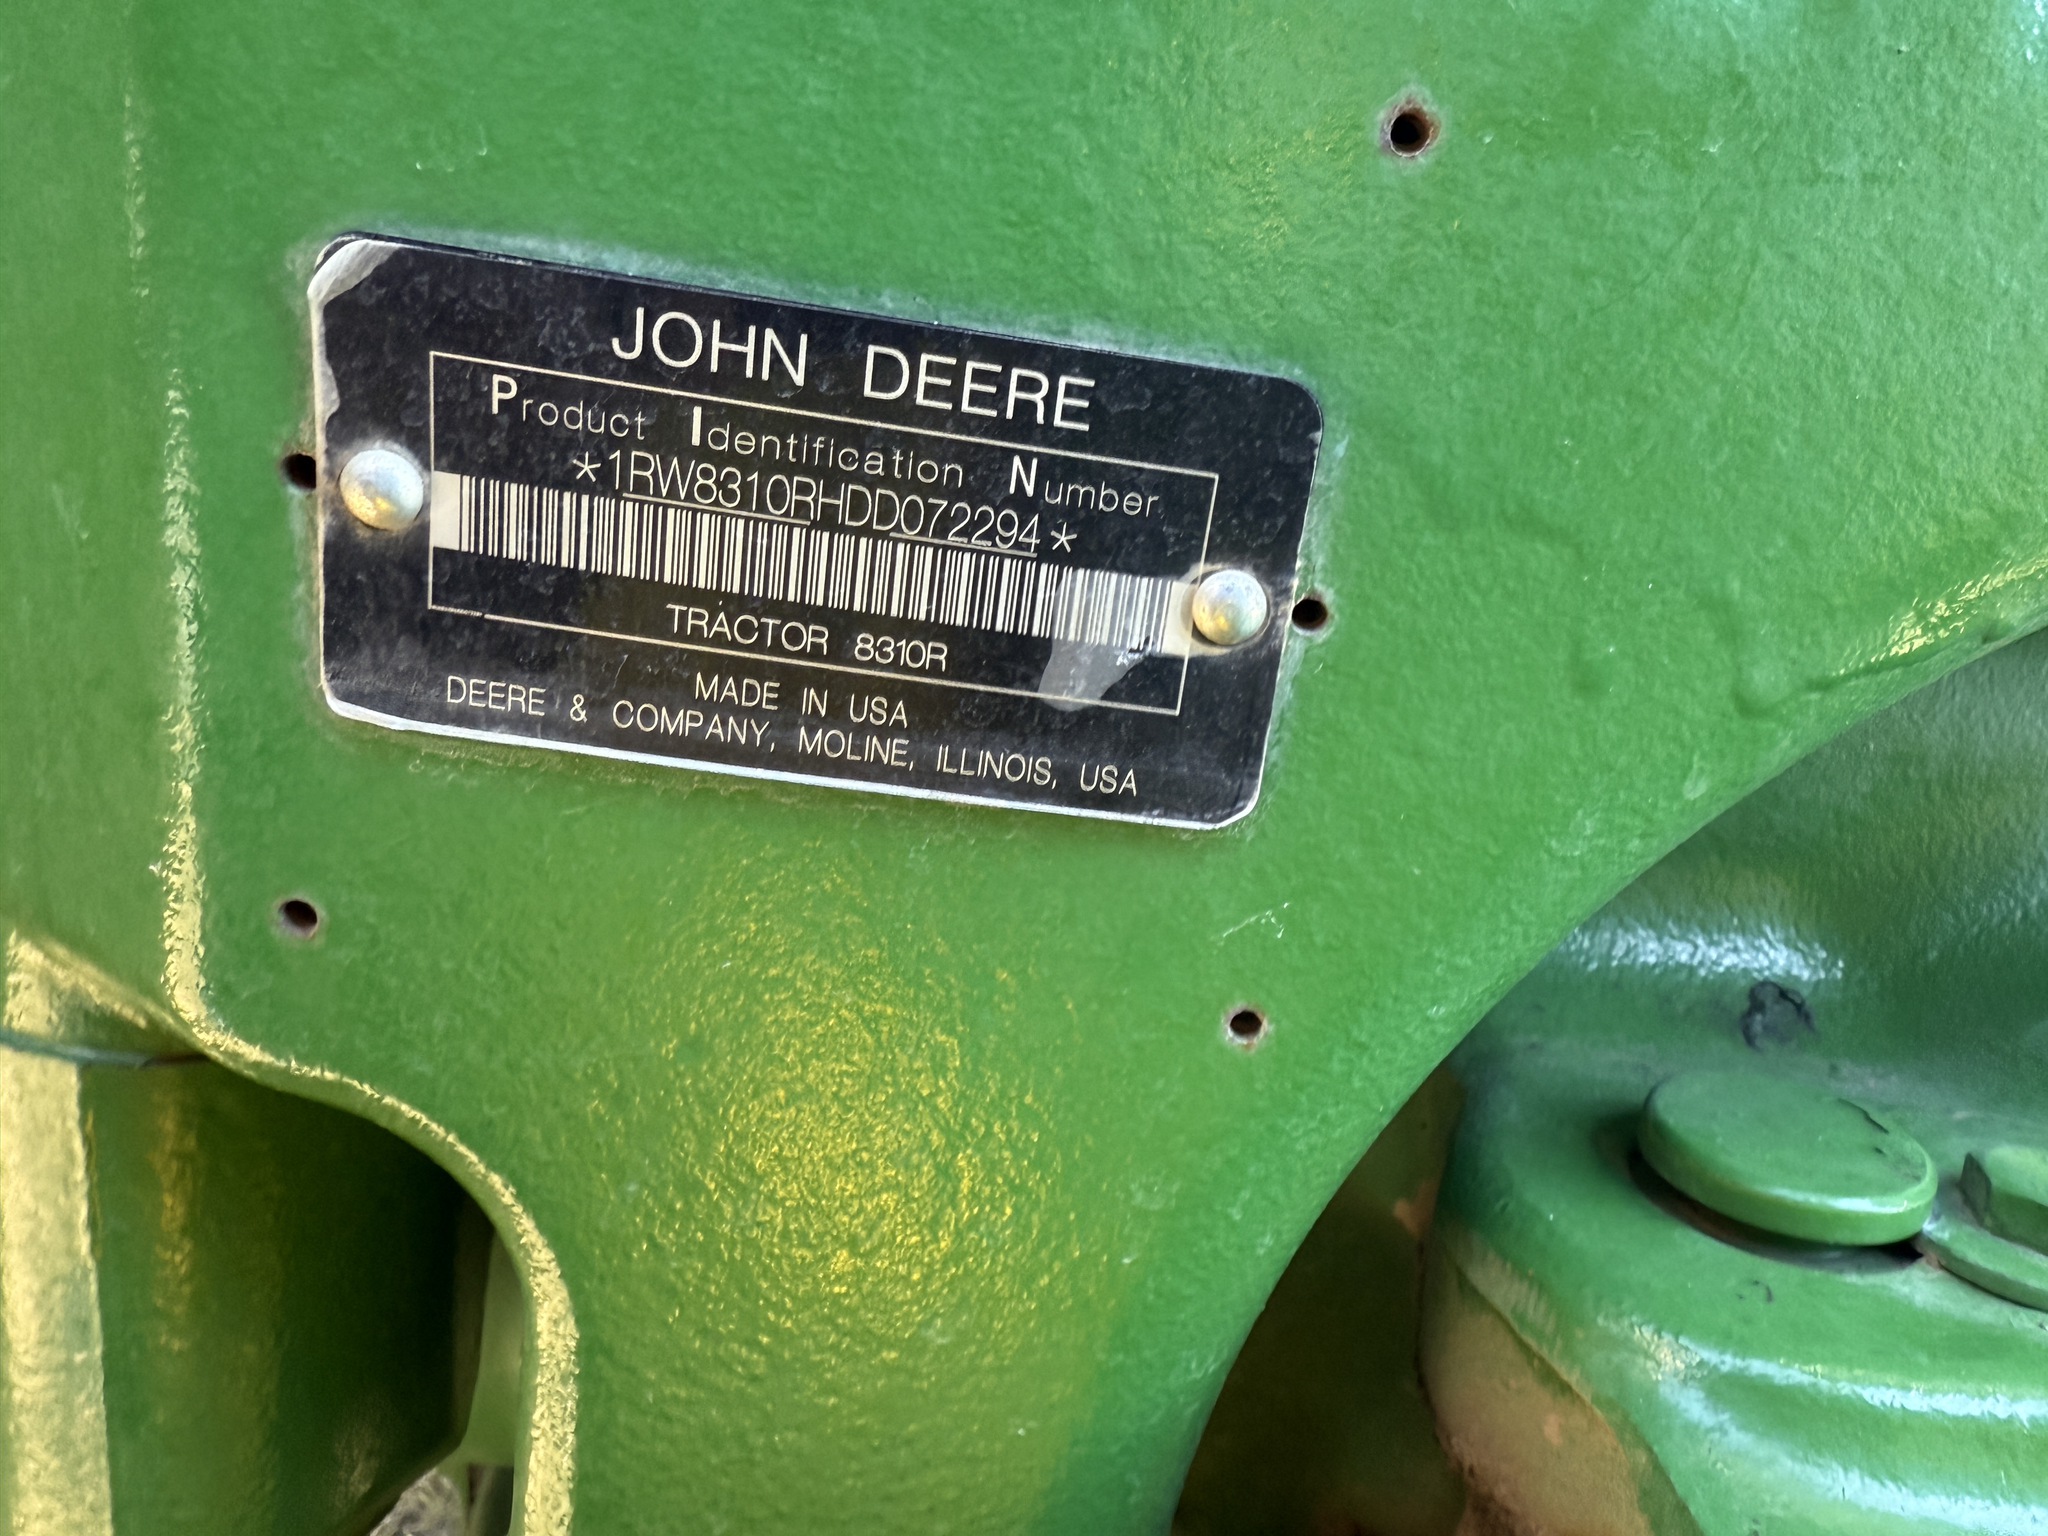 JOHN DEERE
Product Identification Number
*1RW8310RHDD072294*
TRACTOR 8310R
MADE IN USA
DEERE & COMPANY, MOLINE, ILLINOIS, USA